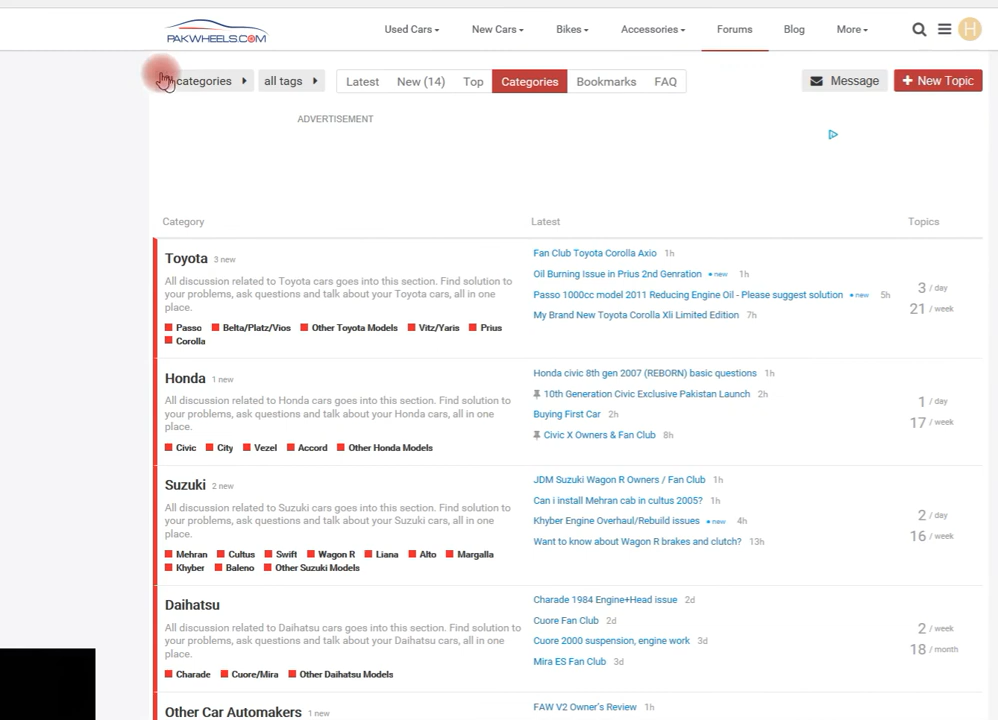 PAKWHEELS.COM
Used Cars
New Cars
Bikes
Accessories
Forums
Blog
More
H
categories
all tags
Latest
New (14)
Top
Categories
Bookmarks
FAQ
Message
+ New Topic
ADVERTISEMENT
Category
Latest
Topics
Toyota 3 new
All discussion related to Toyota cars goes into this section. Find solution to
your problems, ask questions and talk about your Toyota cars, all in one
place.
Passo Belta/Platz/Vios Other Toyota Models Vitz/Yaris Prius
Corolla
Fan Club Toyota Corolla Axio 1h
Oil Burning Issue in Prius 2nd Genration • new 1h
Passo 1000cc model 2011 Reducing Engine Oil - Please suggest solution • new 5h
My Brand New Toyota Corolla Xli Limited Edition 7h
3 / day
21 / week
Honda 1 new
All discussion related to Honda cars goes into this section. Find solution to
your problems, ask questions and talk about your Honda cars, all in one
place.
Civic City Vezel Accord Other Honda Models
Honda civic 8th gen 2007 (REBORN) basic questions 1h
10th Generation Civic Exclusive Pakistan Launch 2h
Buying First Car 2h
Civic X Owners & Fan Club 8h
1 / day
17 / week
Suzuki 2 new
All discussion related to Suzuki cars goes into this section. Find solution to
your problems, ask questions and talk about your Suzuki cars, all in one
place.
Mehran Cultus Swift Wagon R Liana Alto Margalla
Khyber Baleno Other Suzuki Models
JDM Suzuki Wagon R Owners / Fan Club 1h
Can i install Mehran cab in cultus 2005? 1h
Khyber Engine Overhaul/Rebuild issues • new 4h
Want to know about Wagon R brakes and clutch? 13h
2 / day
16 / week
Daihatsu
All discussion related to Daihatsu cars goes into this section. Find solution to
your problems, ask questions and talk about your Daihatsu cars, all in one
place.
Charade Cuore/Mira Other Daihatsu Models
Charade 1984 Engine+Head issue 2d
Cuore Fan Club 2d
Cuore 2000 suspension, engine work 3d
Mira ES Fan Club 3d
2 / week
18 / month
Other Car Automakers 1 new
FAW V2 Owner's Review 1h